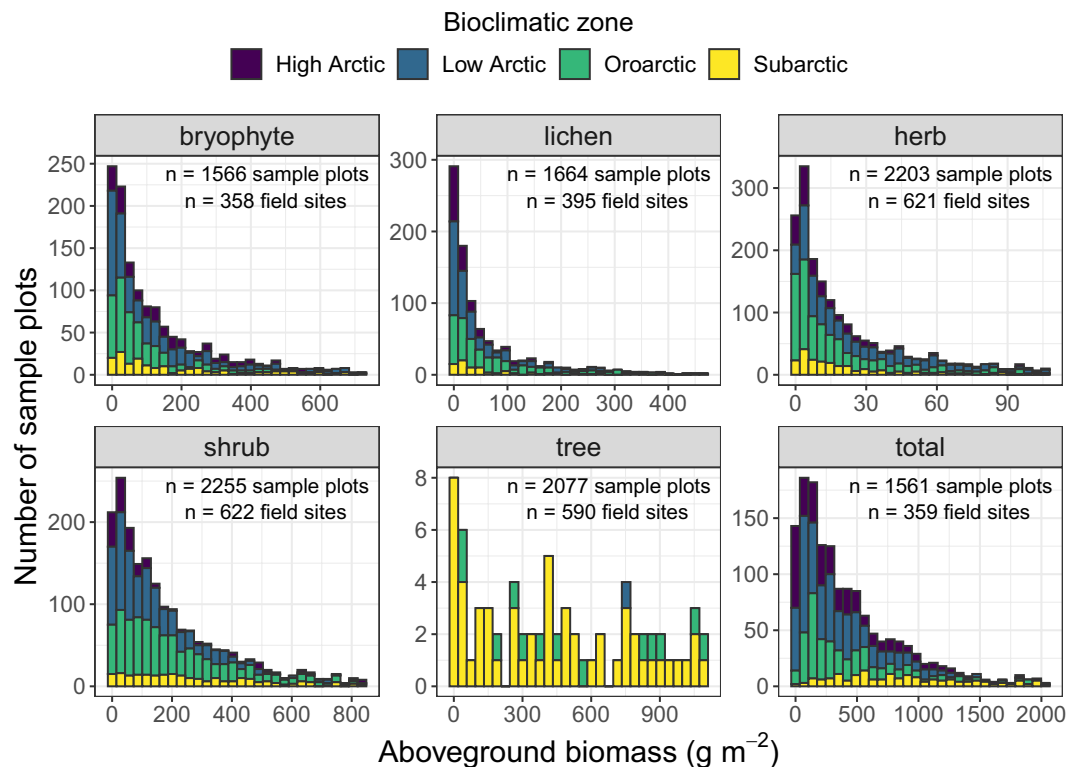 Bioclimatic zone
High Arctic Low Arctic Oroarctic Subarctic
Number of sample plots
bryophyte
n = 1566 sample plots
n = 358 field sites
250
200
150
100
50
0
0 200 400 600
lichen
n = 1664 sample plots
n = 395 field sites
300
200
100
0
0 100 200 300 400
herb
n = 2203 sample plots
n = 621 field sites
300
200
100
0
0 30 60 90
shrub
n = 2255 sample plots
n = 622 field sites
200
100
0
0 200 400 600 800
tree
n = 2077 sample plots
n = 590 field sites
8
6
4
2
0
0 300 600 900
total
n = 1561 sample plots
n = 359 field sites
150
100
50
0
0 500 1000 1500 2000
Aboveground biomass (g m⁻²)